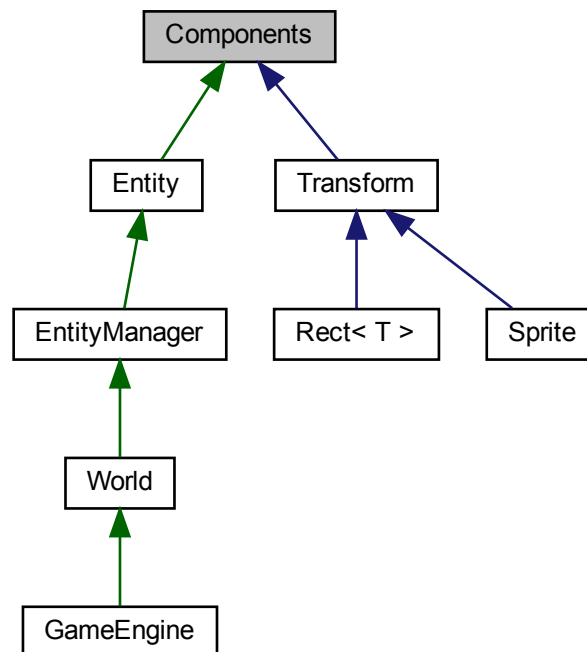 Components
Entity
Transform
EntityManager
Rect< T >
Sprite
World
GameEngine